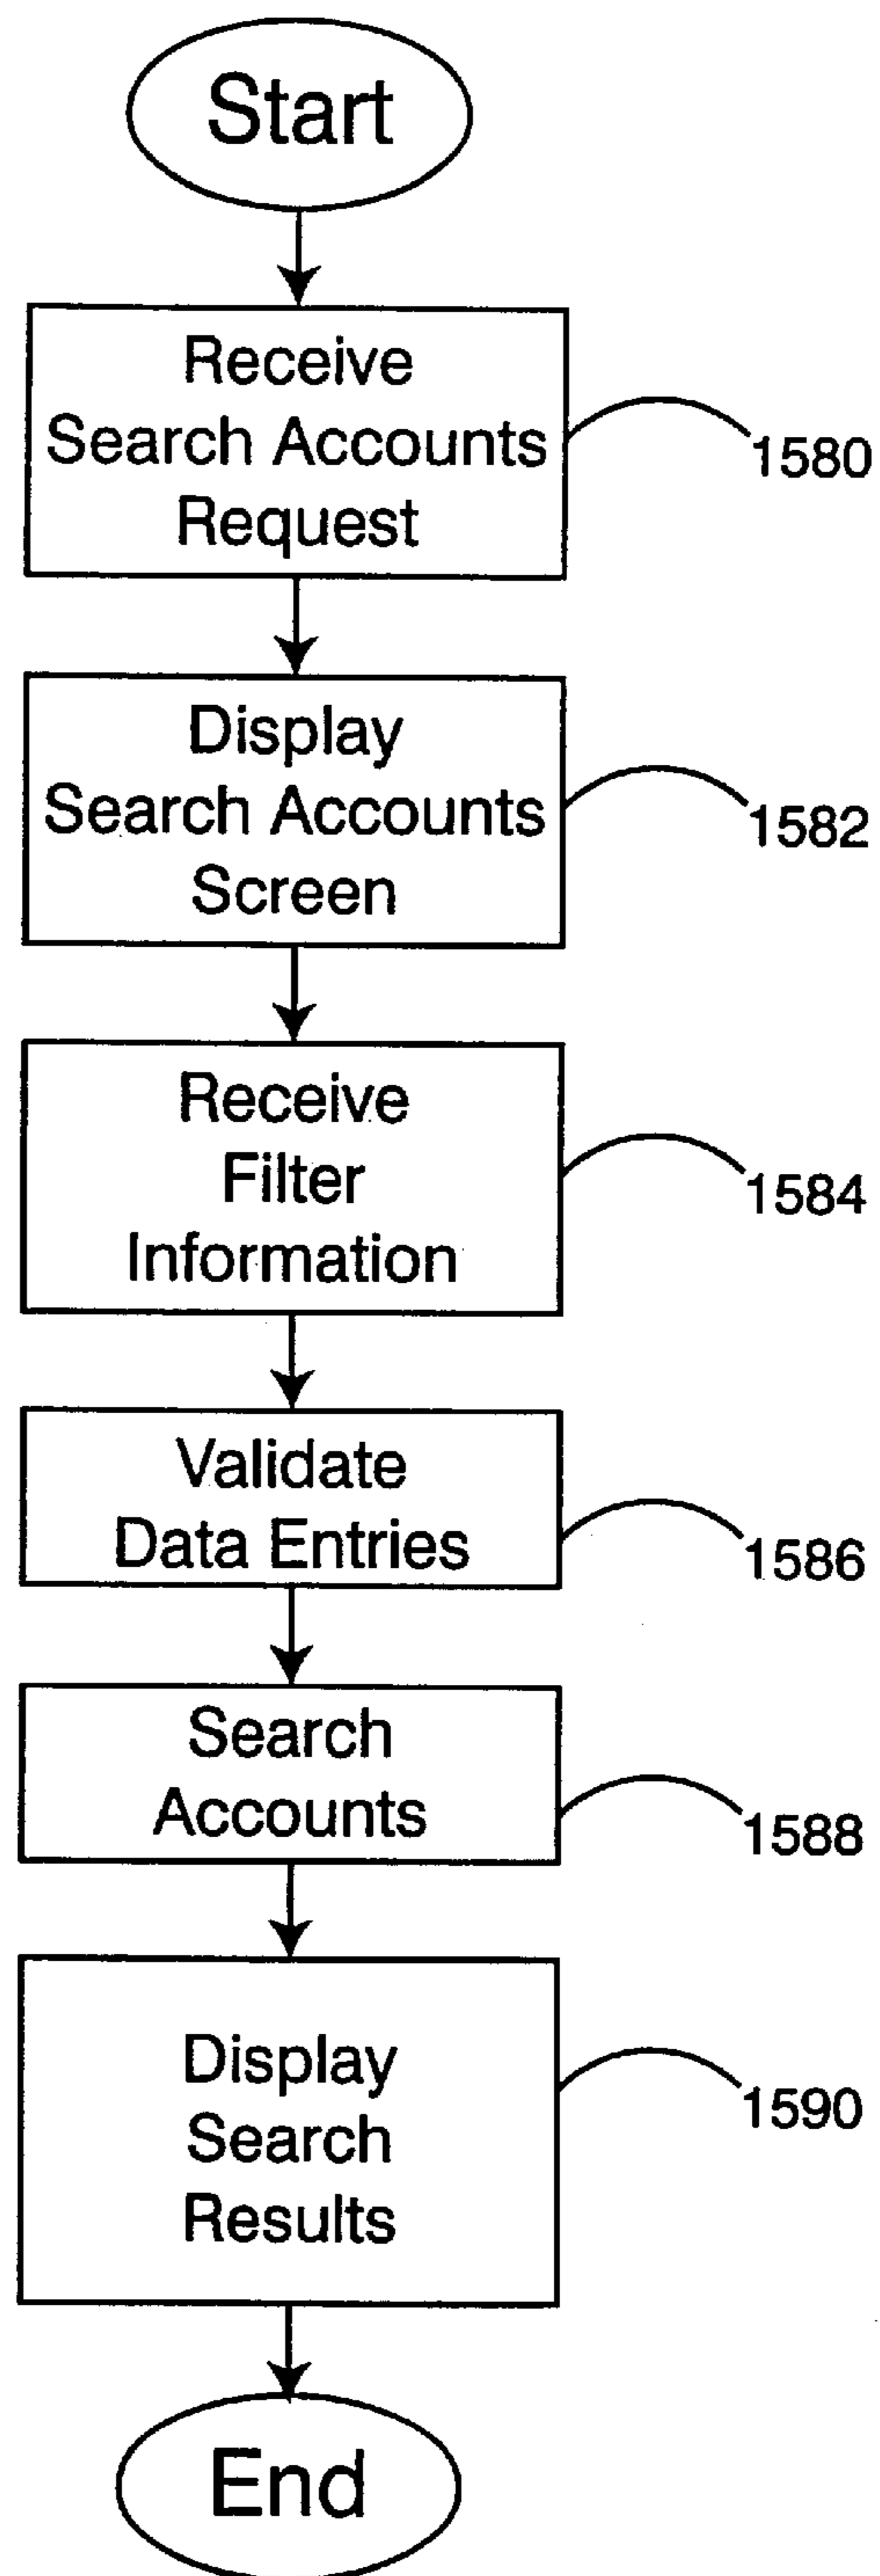 Start
Receive
Search Accounts
Request
1580
Display
Search Accounts
Screen
1582
Receive
Filter
Information
1584
Validate
Data Entries
1586
Search
Accounts
1588
Display
Search
Results
1590
End